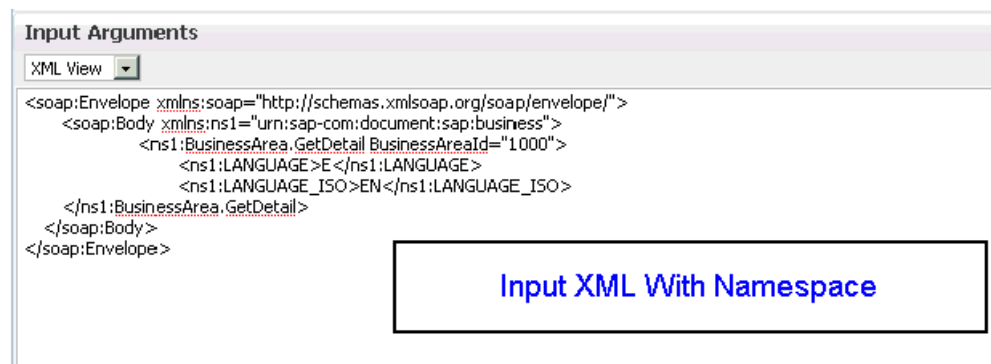 Input Arguments
XML View
<soap:Envelope xmlns:soap="http://schemas.xmlsoap.org/soap/envelope/">
<soap:Body xmlns:ns1="urn:sap-com:document:sap:business">
<ns1:BusinessArea.GetDetail BusinessAreaId="1000">
<ns1:LANGUAGE>E</ns1:LANGUAGE>
<ns1:LANGUAGE_ISO>EN</ns1:LANGUAGE_ISO>
</ns1:BusinessArea.GetDetail>
</soap:Body>
</soap:Envelope>
Input XML With Namespace